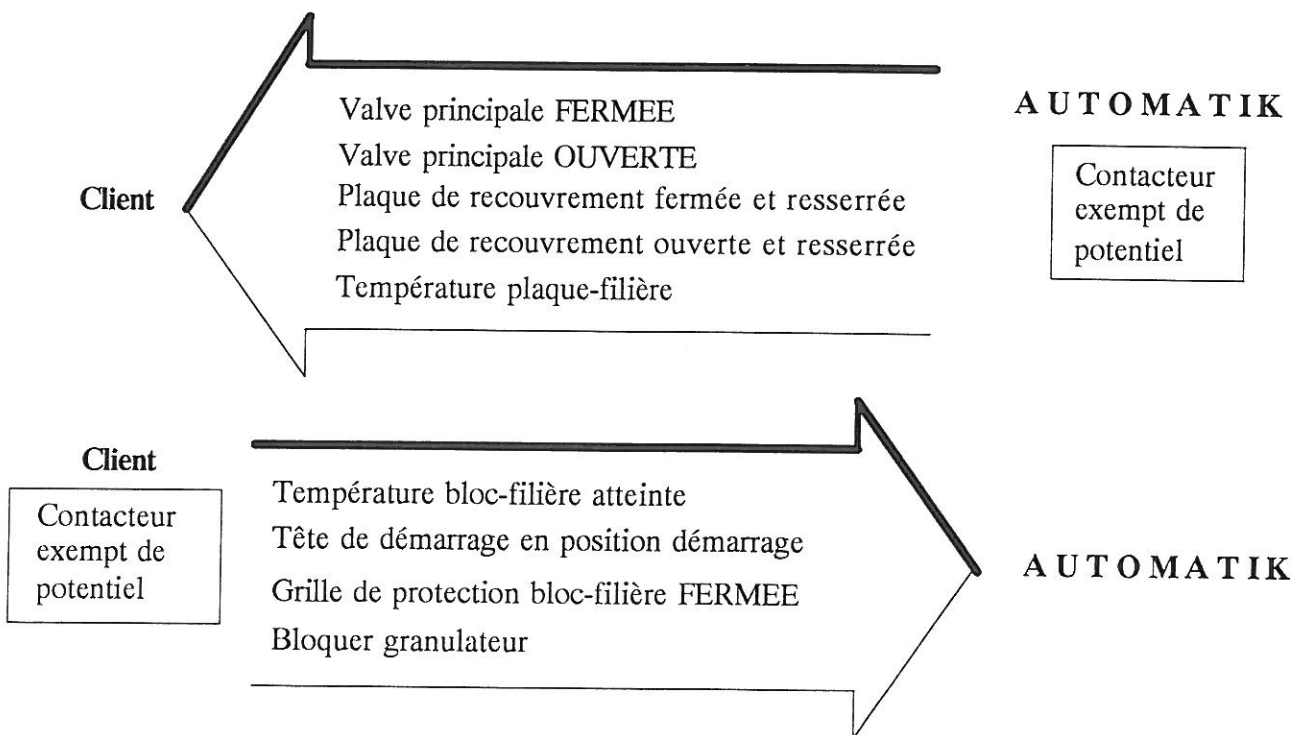 Valve principale FERMEE
Valve principale OUVERTE
Plaque de recouvrement fermée et resserrée
Plaque de recouvrement ouverte et resserrée
Température plaque-filière
Client
AUTOMATIK
Contacteur
exempt de
potentiel
Client
Contacteur
exempt de
potentiel
Température bloc-filière atteinte
Tête de démarrage en position démarrage
Grille de protection bloc-filière FERMEE
Bloquer granulateur
AUTOMATIK